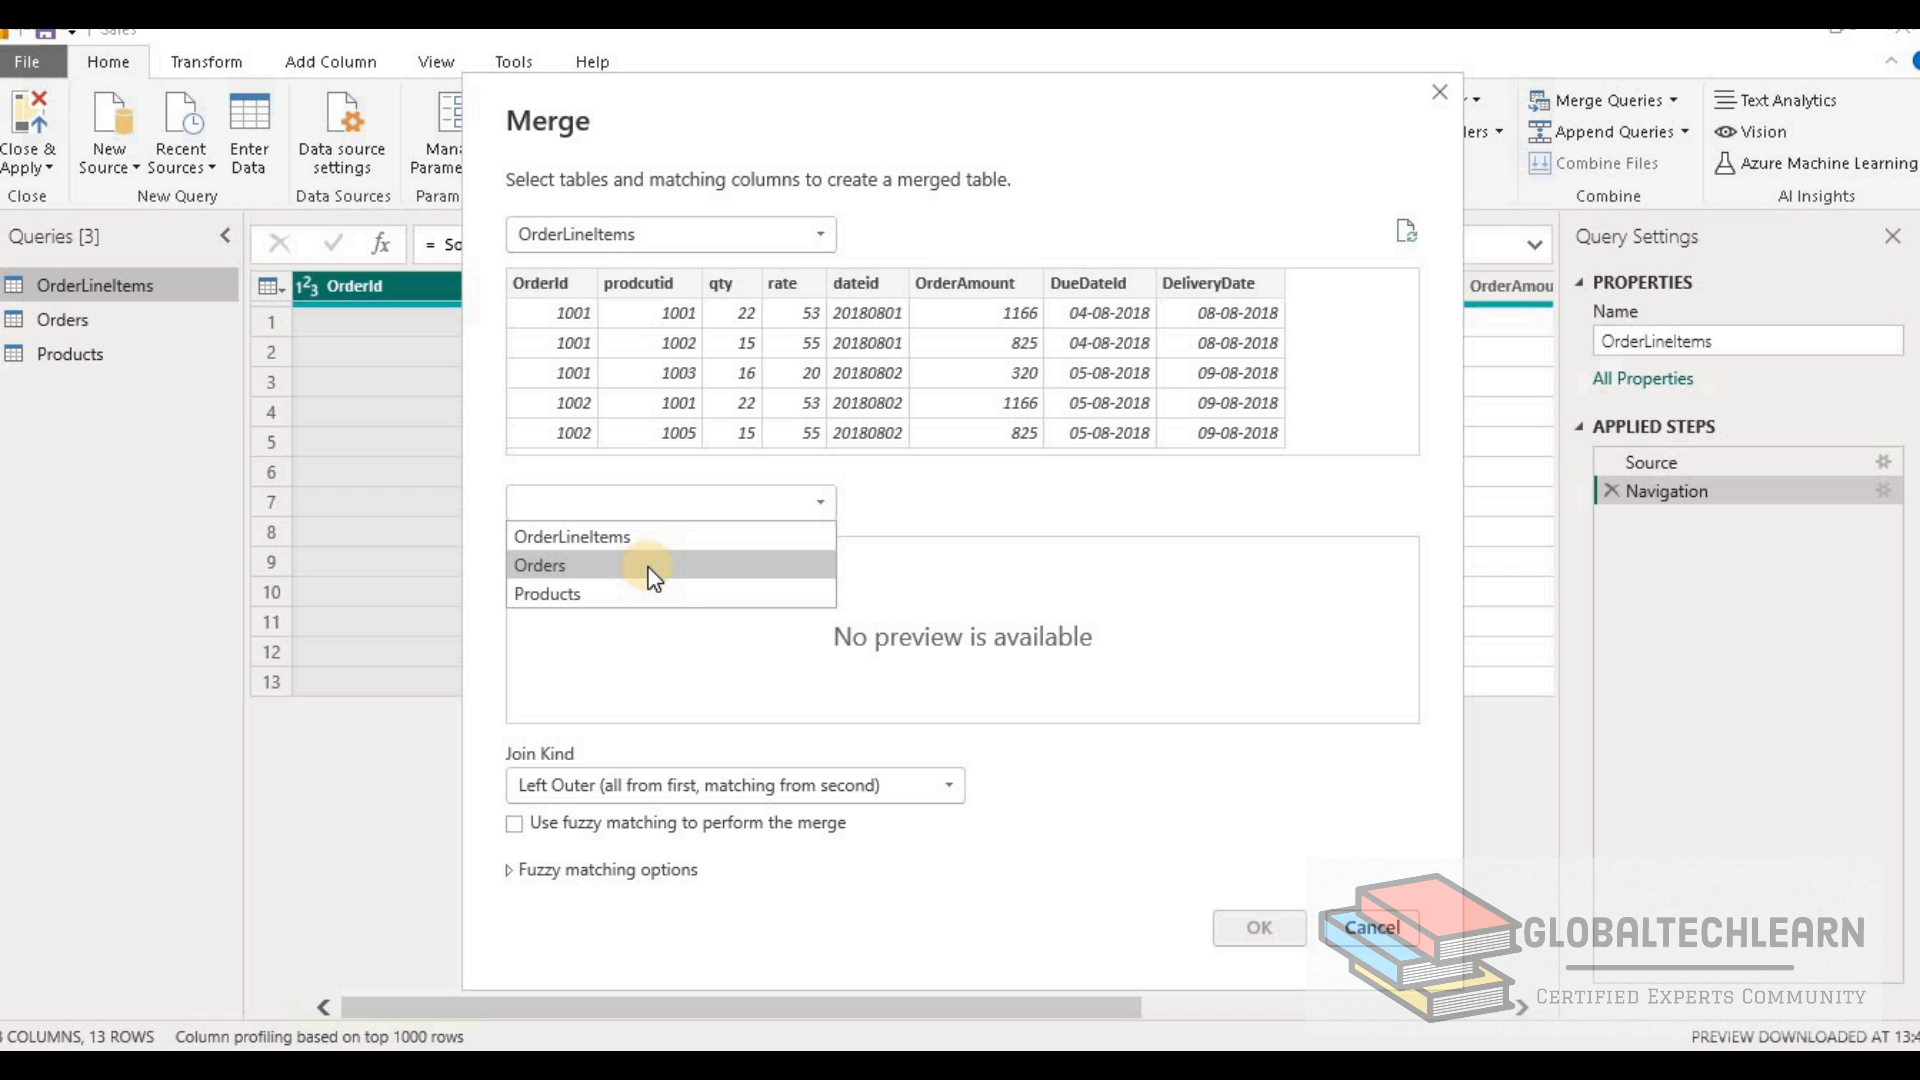 Sales
File
Home
Transform
Add Column
View
Tools
Help
Close &
Apply
Close
New
Source
Recent
Sources
Enter
Data
New Query
Data source
settings
Data Sources
Mana
Parame
Param
lers
Merge Queries
Append Queries
Combine Files
Combine
Text Analytics
Vision
Azure Machine Learning
AI Insights
Queries [3]
OrderLineItems
Orders
Products
fx
= So
1²3 OrderId
1
2
3
4
5
6
7
8
9
10
11
12
13
Merge
Select tables and matching columns to create a merged table.
OrderLineItems
OrderId prodcutid qty rate dateid OrderAmount DueDateId DeliveryDate
1001 1001 22 53 20180801 1166 04-08-2018 08-08-2018
1001 1002 15 55 20180801 825 04-08-2018 08-08-2018
1001 1003 16 20 20180802 320 05-08-2018 09-08-2018
1002 1001 22 53 20180802 1166 05-08-2018 09-08-2018
1002 1005 15 55 20180802 825 05-08-2018 09-08-2018
OrderLineItems
Orders
Products
No preview is available
Join Kind
Left Outer (all from first, matching from second)
Use fuzzy matching to perform the merge
Fuzzy matching options
OK
Cancel
OrderAmou
Query Settings
PROPERTIES
Name
OrderLineItems
All Properties
APPLIED STEPS
Source
Navigation
GLOBALTECHLEARN
CERTIFIED EXPERTS COMMUNITY
COLUMNS, 13 ROWS
Column profiling based on top 1000 rows
PREVIEW DOWNLOADED AT 13:4